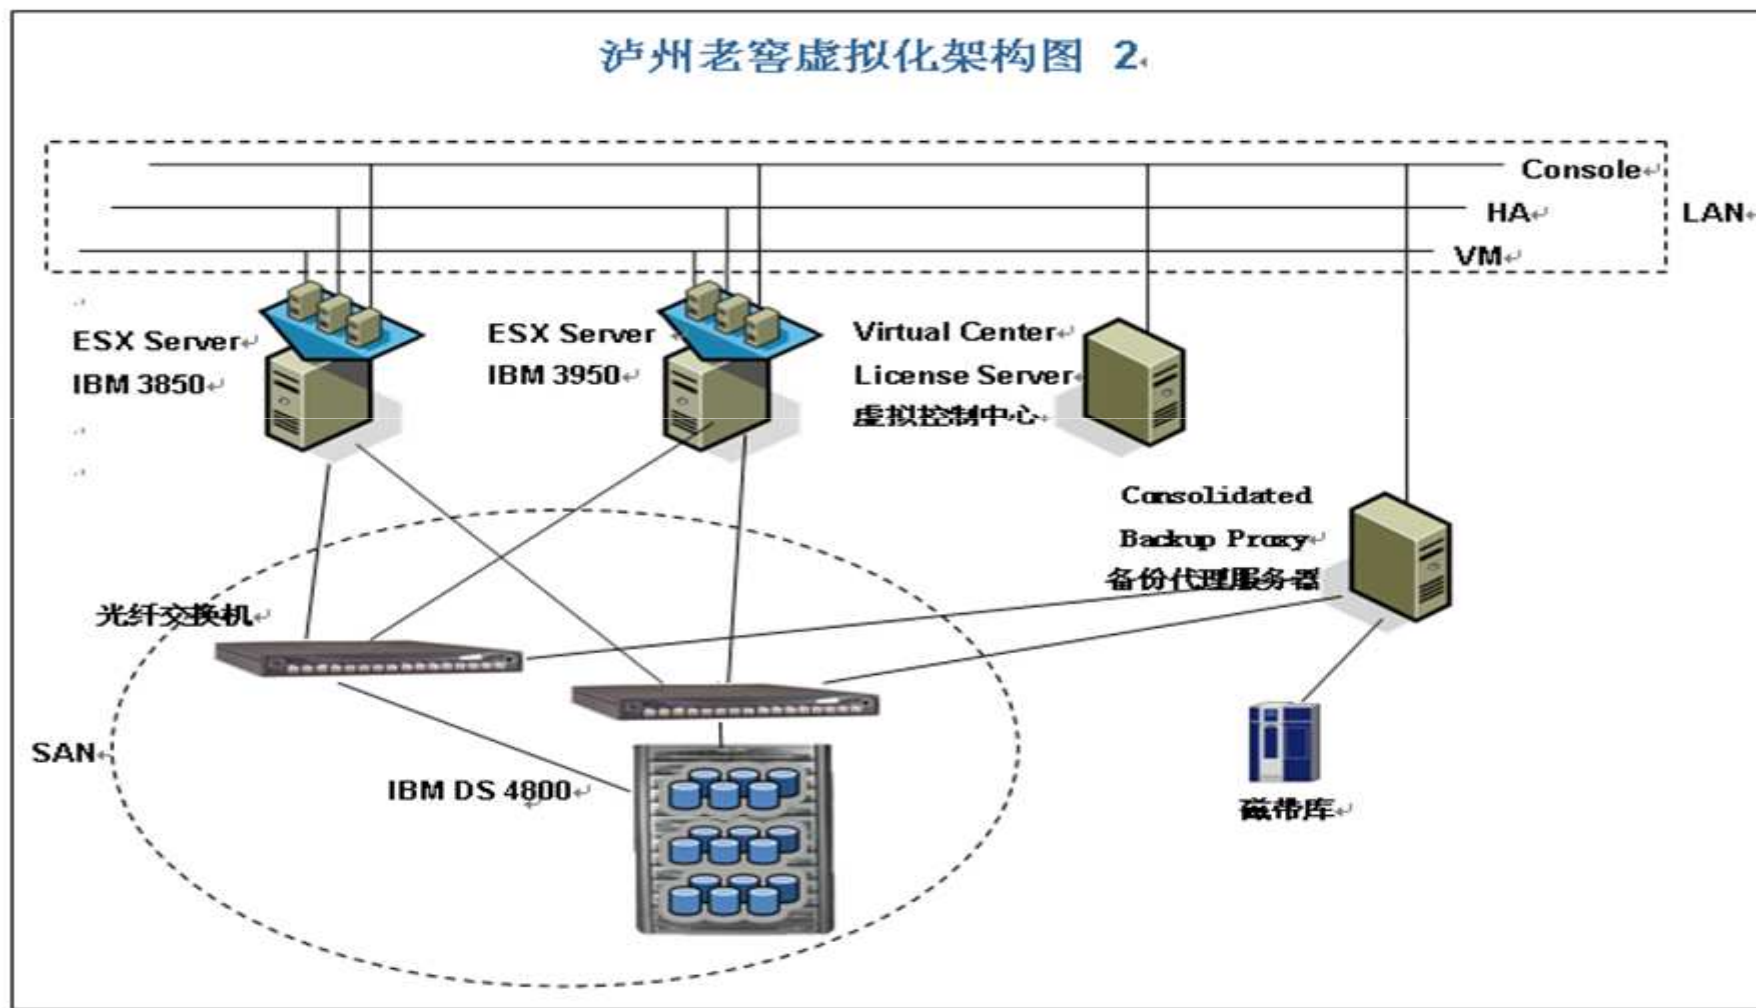 泸州老窖虚拟化架构图 2
Console
HA
LAN
VM
ESX Server
IBM 3850
ESX Server
IBM 3950
Virtual Center
License Server
虚拟控制中心
Consolidated
Backup Proxy
备份代理服务器
光纤交换机
SAN
IBM DS 4800
磁带库